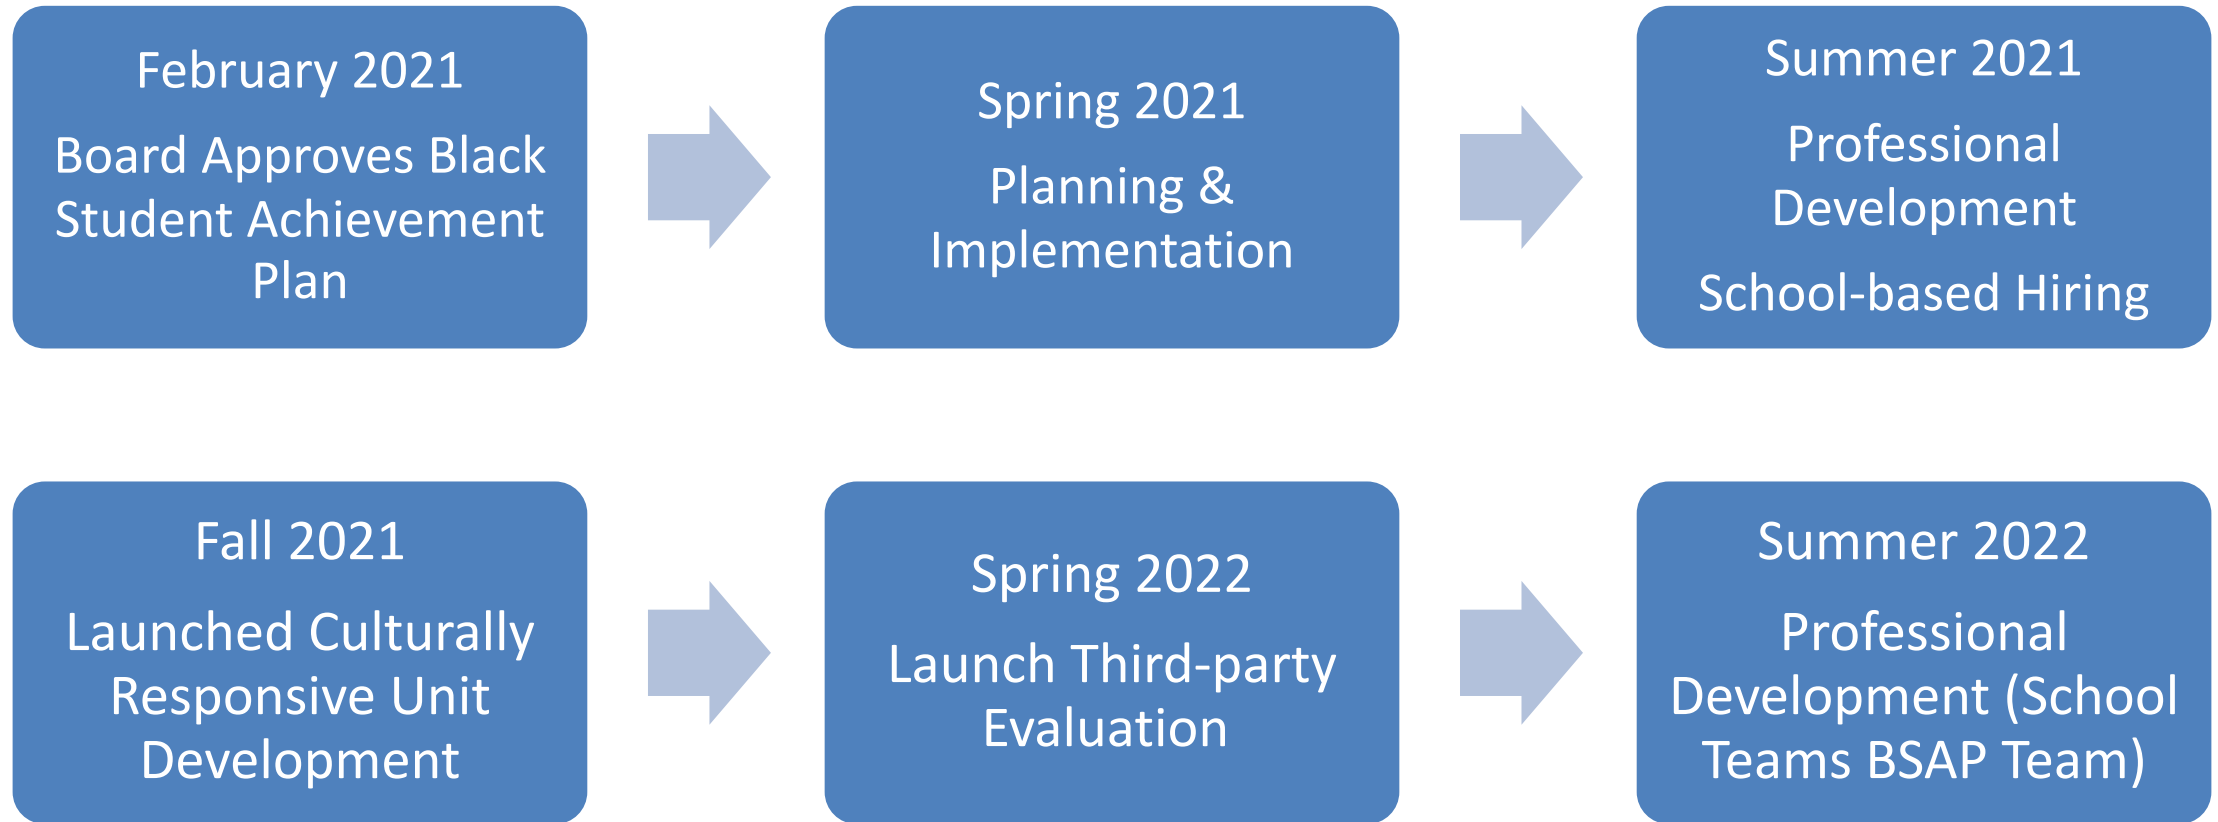 February 2021
Board Approves Black
Student Achievement
Plan
Spring 2021
Planning &
Implementation
Summer 2021
Professional
Development
School-based Hiring
Fall 2021
Launched Culturally
Responsive Unit
Development
Spring 2022
Launch Third-party
Evaluation
Summer 2022
Professional
Development (School
Teams BSAP Team)